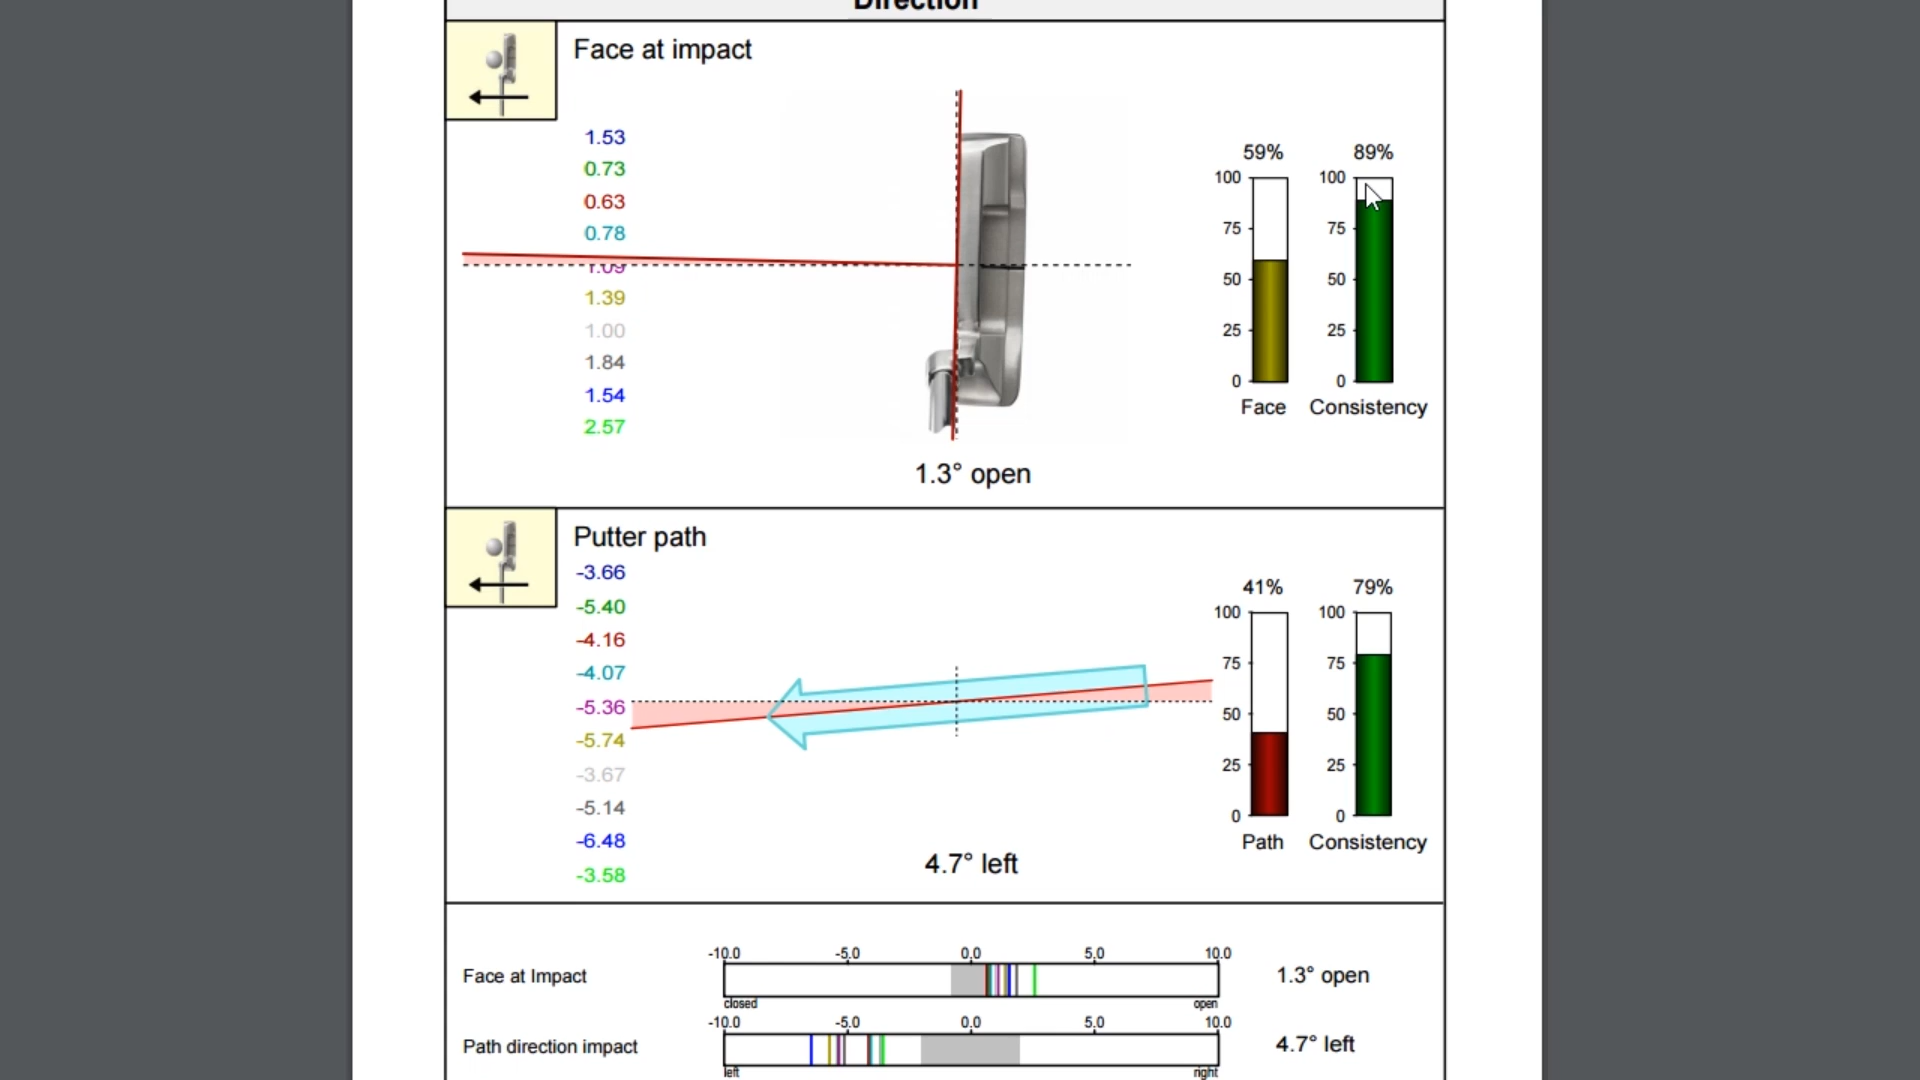 Direction
Face at impact
1.53
0.73
0.63
0.78
1.09
1.39
1.00
1.84
1.54
2.57
59% 89%
100 100
75 75
50 50
25 25
0 0
Face Consistency
1.3° open
Putter path
-3.66
-5.40
-4.16
-4.07
-5.36
-5.74
-3.67
-5.14
-6.48
-3.58
41% 79%
100 100
75 75
50 50
25 25
0 0
Path Consistency
4.7° left
-10.0 -5.0 0.0 5.0 10.0
Face at Impact 1.3° open
closed open
-10.0 -5.0 0.0 5.0 10.0
Path direction impact 4.7° left
left right